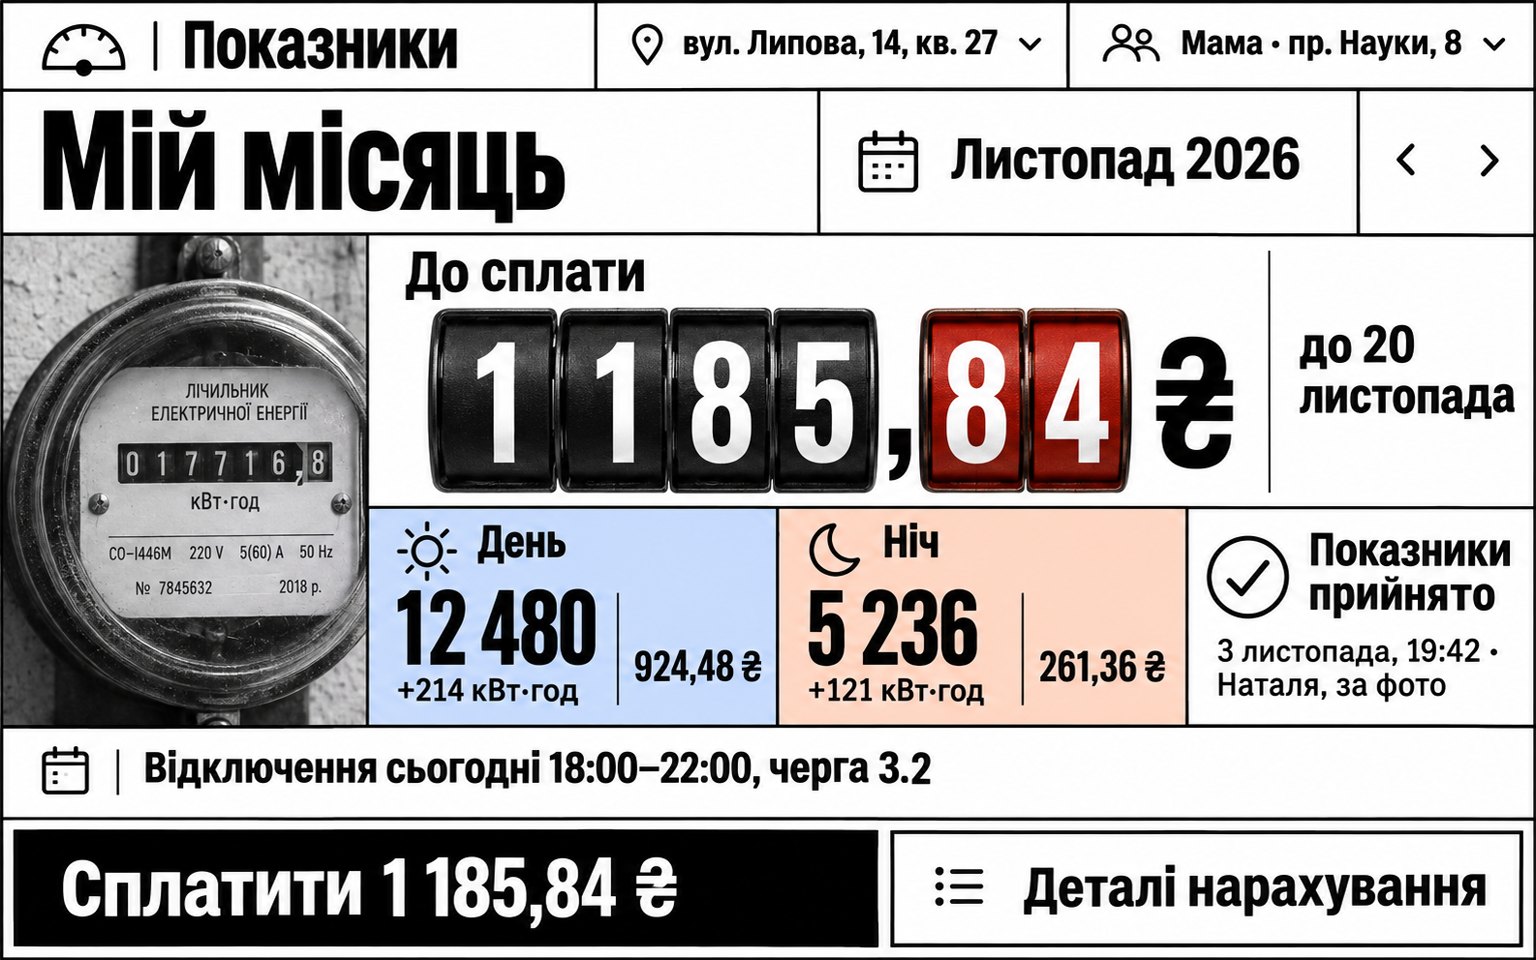 Показники
вул. Липова, 14, кв. 27
Мама • пр. Науки, 8
Мій місяць
Листопад 2026
ЛІЧИЛЬНИК
ЕЛЕКТРИЧНОЇ ЕНЕРГІЇ
017716,8
кВт·год
СО–І446М 220 V 5(60) A 50 Hz
№ 7845632 2018 р.
До сплати
1185,84 ₴
до 20
листопада
День
12 480
+214 кВт·год
924,48 ₴
Ніч
5 236
+121 кВт·год
261,36 ₴
Показники
прийнято
3 листопада, 19:42 •
Наталя, за фото
Відключення сьогодні 18:00–22:00, черга 3.2
Сплатити 1 185,84 ₴
Деталі нарахування